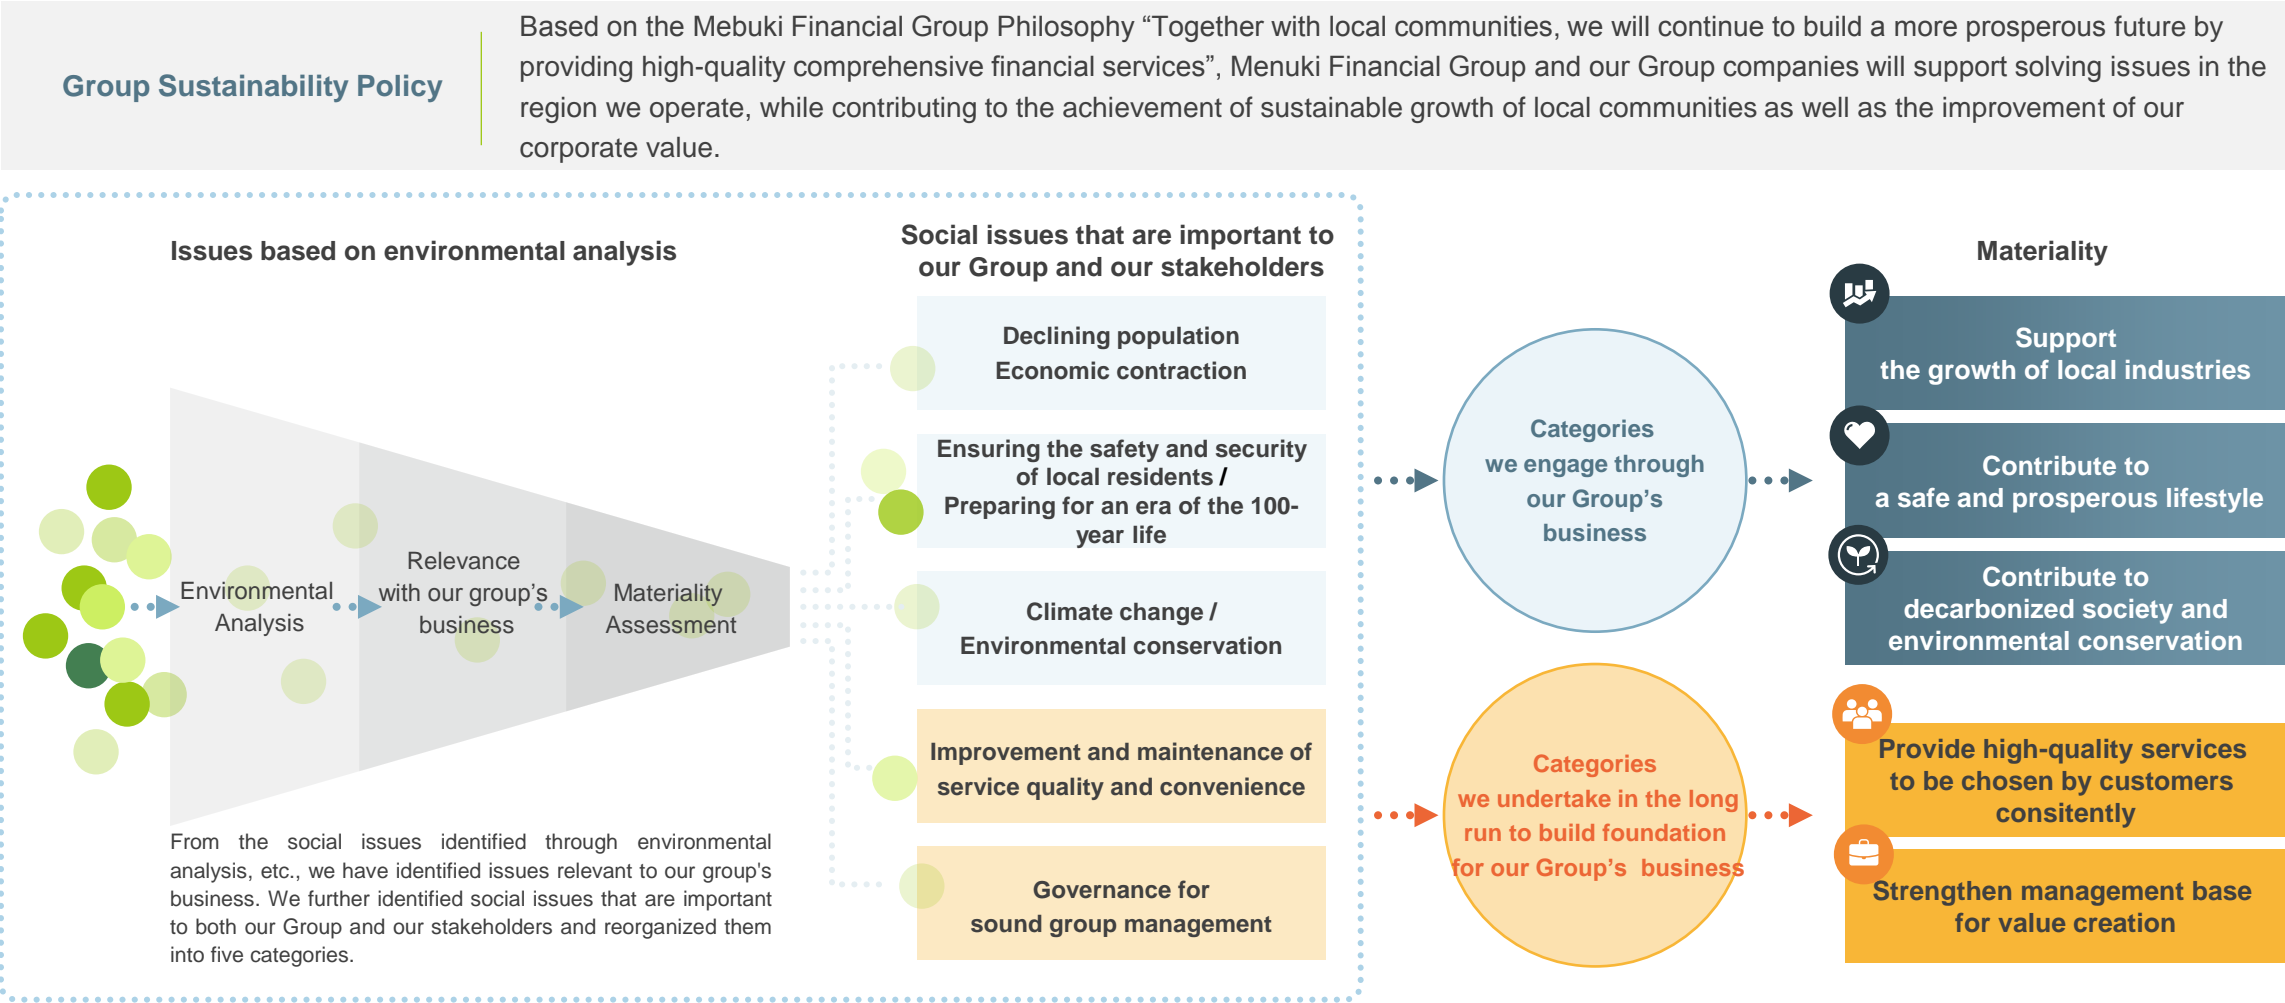 Group Sustainability Policy
Based on the Mebuki Financial Group Philosophy “Together with local communities, we will continue to build a more prosperous future by
providing high-quality comprehensive financial services”, Menuki Financial Group and our Group companies will support solving issues in the
region we operate, while contributing to the achievement of sustainable growth of local communities as well as the improvement of our
corporate value.
Issues based on environmental analysis
Environmental
Analysis
Relevance
with our group's
business
Materiality
Assessment
From the social issues identified through environmental
analysis, etc., we have identified issues relevant to our group's
business. We further identified social issues that are important
to both our Group and our stakeholders and reorganized them
into five categories.
Social issues that are important to
our Group and our stakeholders
Declining population
Economic contraction
Ensuring the safety and security
of local residents /
Preparing for an era of the 100-
year life
Climate change /
Environmental conservation
Improvement and maintenance of
service quality and convenience
Governance for
sound group management
Categories
we engage through
our Group’s
business
Categories
we undertake in the long
run to build foundation
for our Group’s business
Materiality
Support
the growth of local industries
Contribute to
a safe and prosperous lifestyle
Contribute to
decarbonized society and
environmental conservation
Provide high-quality services
to be chosen by customers
consitently
Strengthen management base
for value creation